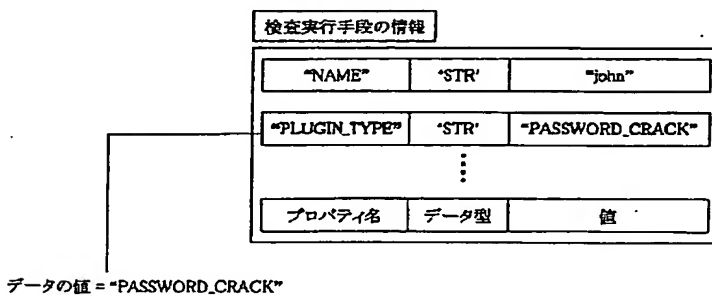 検査実行手段の情報
"NAME" 'STR' "john"
"PLUGIN_TYPE" 'STR' "PASSWORD_CRACK"
プロパティ名 データ型 値
データの値 = "PASSWORD_CRACK"